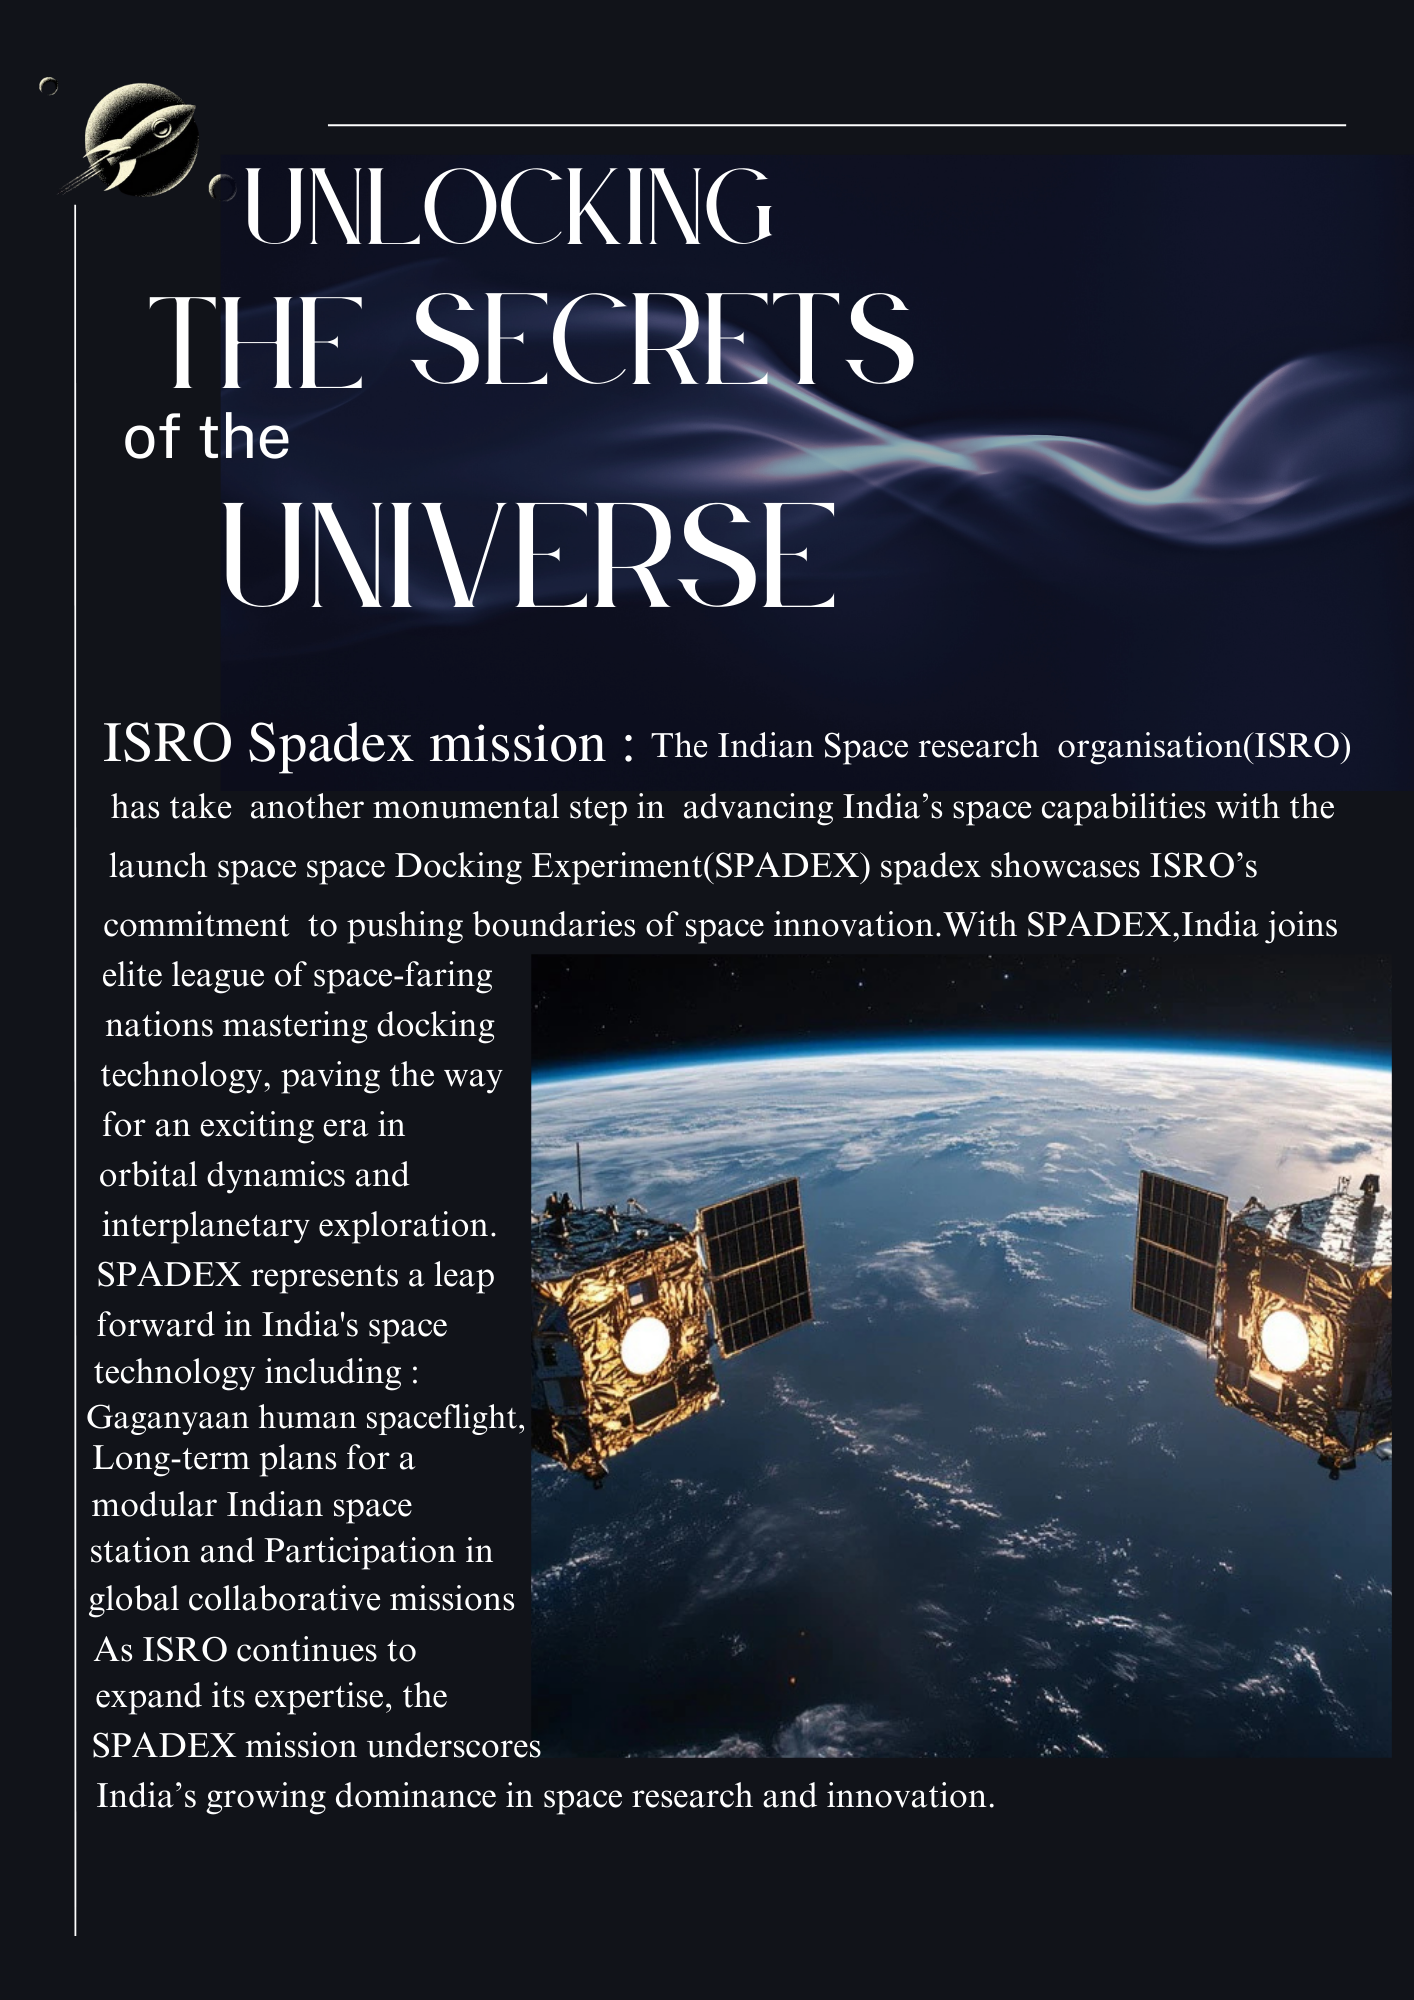 UNLOCKING
THE SECRETS
of the
UNIVERSE
ISRO Spadex mission : The Indian Space research organisation(ISRO)
has take another monumental step in advancing India’s space capabilities with the
launch space space Docking Experiment(SPADEX) spadex showcases ISRO’s
commitment to pushing boundaries of space innovation.With SPADEX,India joins
elite league of space-faring
nations mastering docking
technology, paving the way
for an exciting era in
orbital dynamics and
interplanetary exploration.
SPADEX represents a leap
forward in India's space
technology including :
Gaganyaan human spaceflight,
Long-term plans for a
modular Indian space
station and Participation in
global collaborative missions
As ISRO continues to
expand its expertise, the
SPADEX mission underscores
India’s growing dominance in space research and innovation.